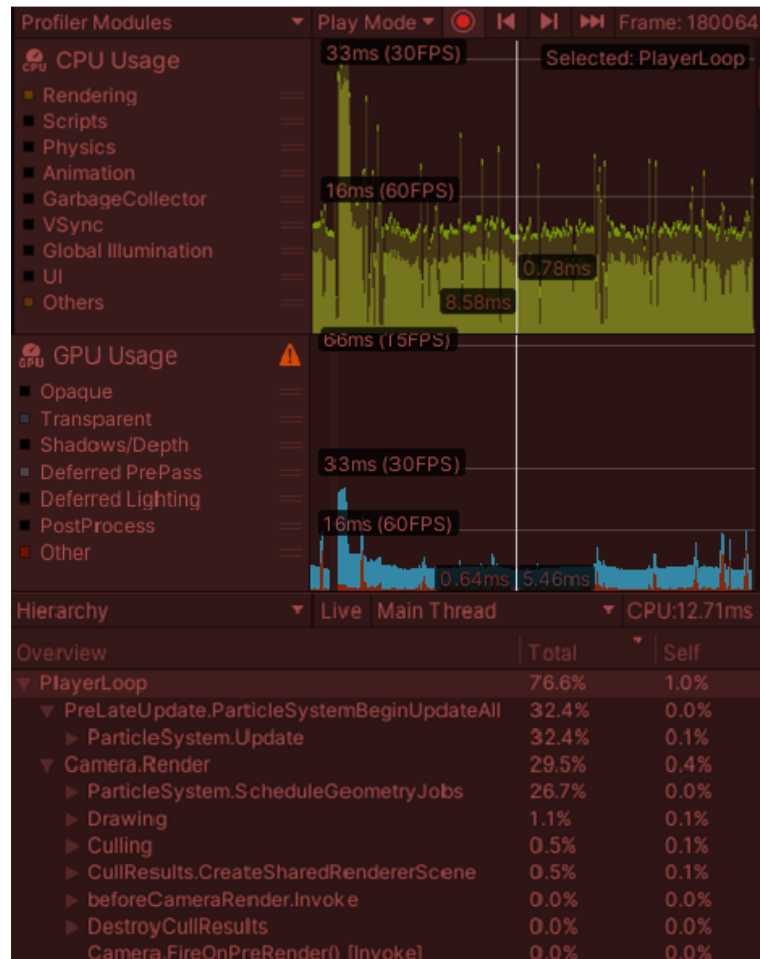 Profiler Modules Play Mode Frame: 180064
CPU Usage
CPU
Rendering
Scripts
Physics
Animation
GarbageCollector
VSync
Global Illumination
UI
Others
33ms (30FPS)
Selected: PlayerLoop
16ms (60FPS)
0.78ms
8.58ms
GPU Usage
GPU
Opaque
Transparent
Shadows/Depth
Deferred PrePass
Deferred Lighting
PostProcess
Other
66ms (15FPS)
33ms (30FPS)
16ms (60FPS)
0.64ms 5.46ms
Hierarchy Live Main Thread CPU:12.71ms
Overview Total Self
PlayerLoop 76.6% 1.0%
PreLateUpdate.ParticleSystemBeginUpdateAll 32.4% 0.0%
ParticleSystem.Update 32.4% 0.1%
Camera.Render 29.5% 0.4%
ParticleSystem.ScheduleGeometryJobs 26.7% 0.0%
Drawing 1.1% 0.1%
Culling 0.5% 0.1%
CullResults.CreateSharedRendererScene 0.5% 0.1%
beforeCameraRender.Invoke 0.0% 0.0%
DestroyCullResults 0.0% 0.0%
Camera.FireOnPreRender() [Invoke] 0.0% 0.0%